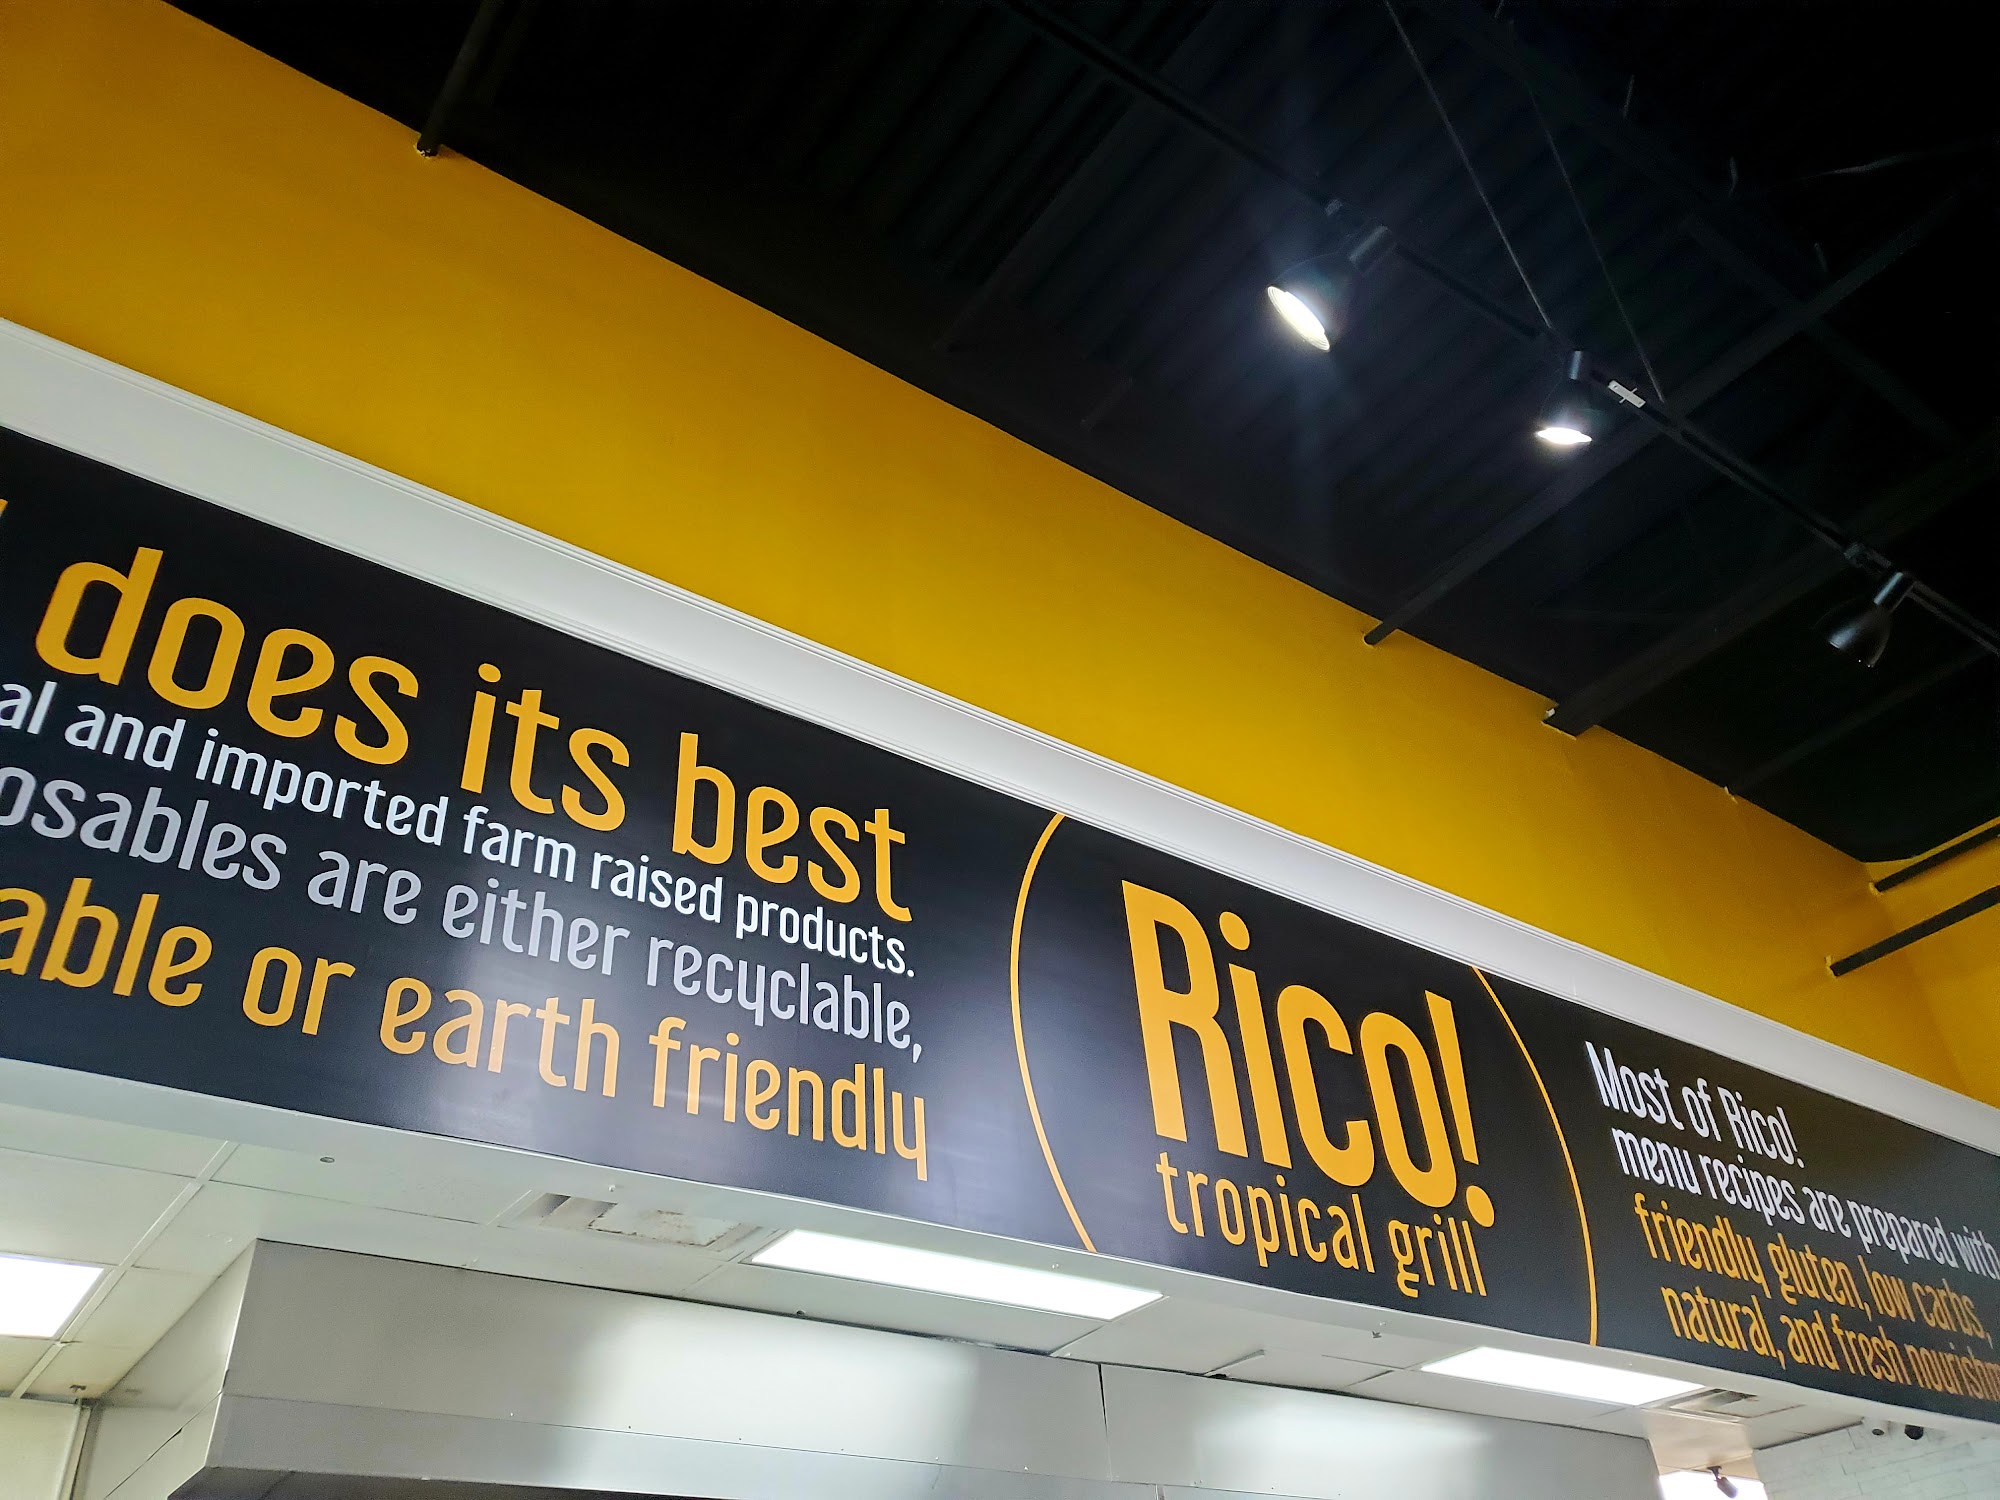 does its best
al and imported farm raised products.
osables are either recyclable,
able or earth friendly
Rico!
tropical grill
Most of Rico!
menu recipes are prepared with
friendly gluten, low carbs,
natural, and fresh nourishm